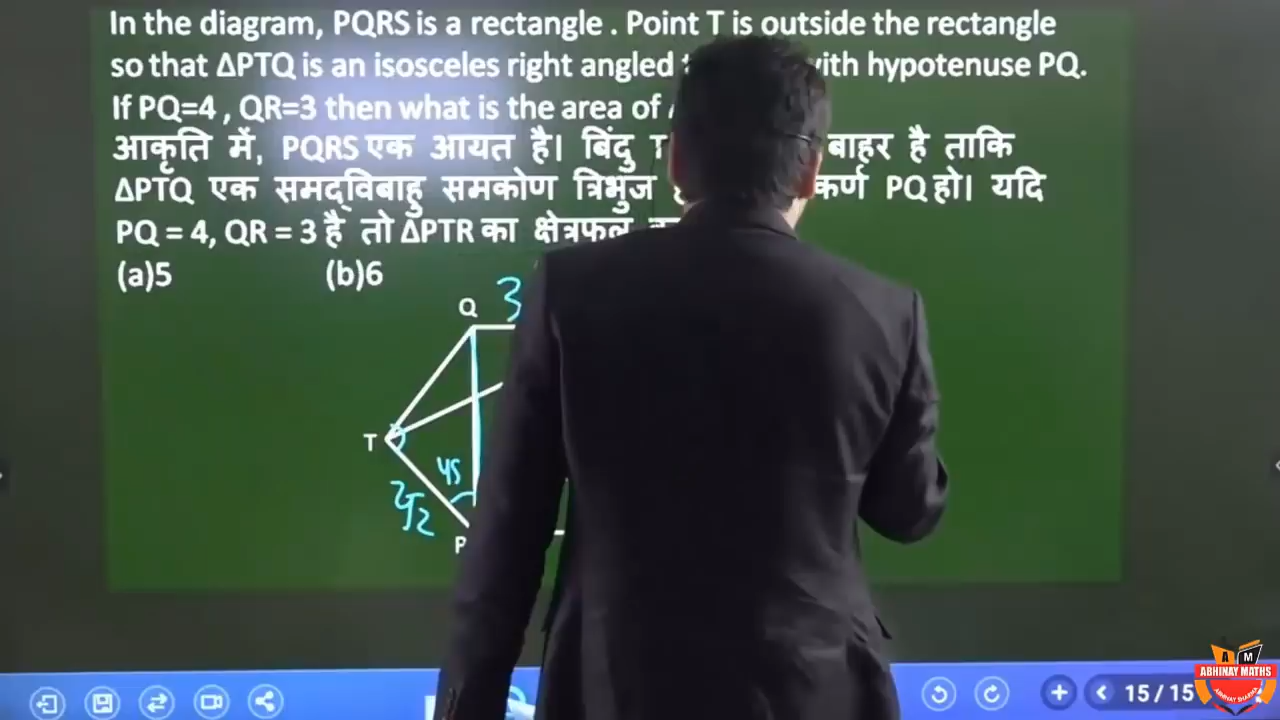 In the diagram, PQRS is a rectangle . Point T is outside the rectangle
so that ΔPTQ is an isosceles right angled with hypotenuse PQ.
If PQ=4 , QR=3 then what is the area of
आकृति में, PQRS एक आयत है। बिंदु T बाहर है ताकि
ΔPTQ एक समद्विबाहु समकोण त्रिभुज कर्ण PQ हो। यदि
PQ = 4, QR = 3 है तो ΔPTR का क्षेत्रफल
(a)5 (b)6
Q 3
T
45
2√2
P
15 / 15
A M
ABHINAY MATHS
ABHINAY SHARMA